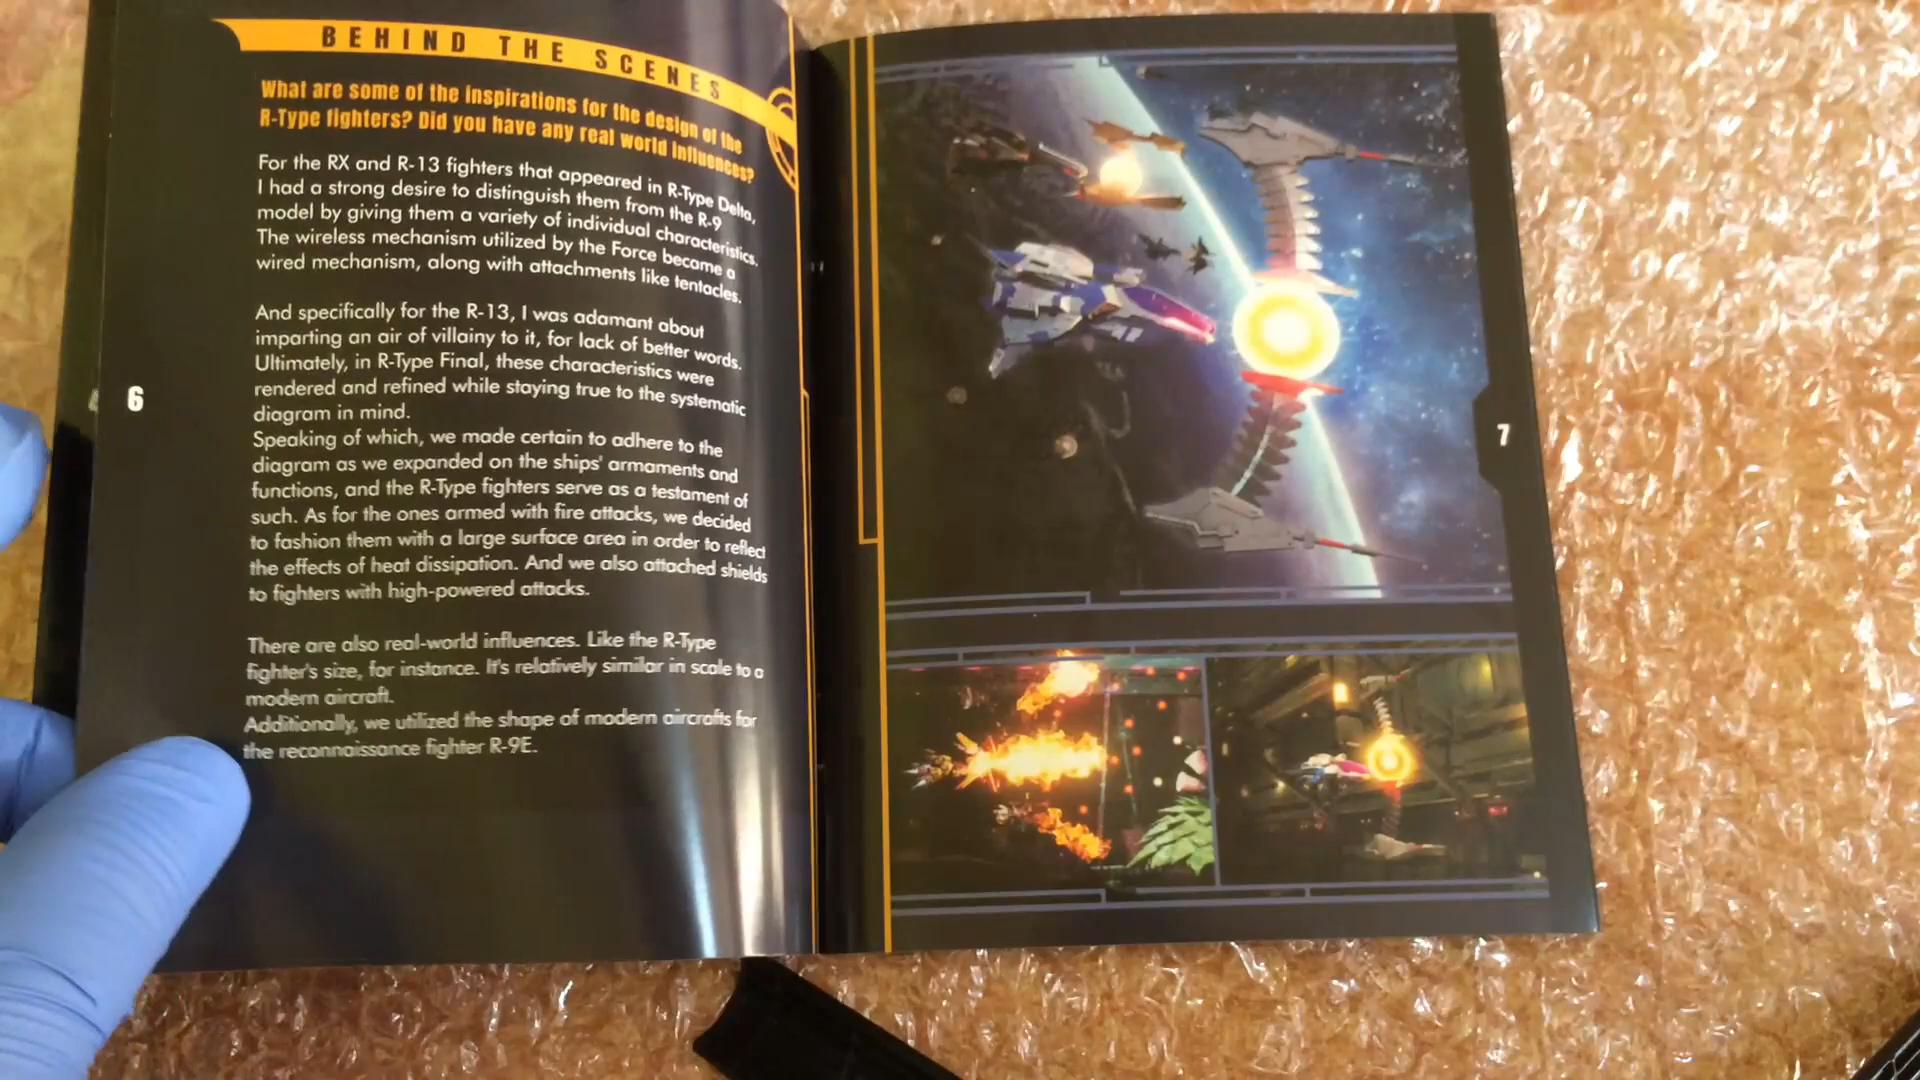 BEHIND THE SCENES
What are some of the inspirations for the design of the
R-Type fighters? Did you have any real world influences?
For the RX and R-13 fighters that appeared in R-Type Delta,
I had a strong desire to distinguish them from the R-9
model by giving them a variety of individual characteristics.
The wireless mechanism utilized by the Force became a
wired mechanism, along with attachments like tentacles.
And specifically for the R-13, I was adamant about
imparting an air of villainy to it, for lack of better words.
Ultimately, in R-Type Final, these characteristics were
rendered and refined while staying true to the systematic
diagram in mind.
Speaking of which, we made certain to adhere to the
diagram as we expanded on the ships' armaments and
functions, and the R-Type fighters serve as a testament of
such. As for the ones armed with fire attacks, we decided
to fashion them with a large surface area in order to reflect
the effects of heat dissipation. And we also attached shields
to fighters with high-powered attacks.
There are also real-world influences. Like the R-Type
fighter's size, for instance. It's relatively similar in scale to a
modern aircraft.
Additionally, we utilized the shape of modern aircrafts for
the reconnaissance fighter R-9E.
6
7